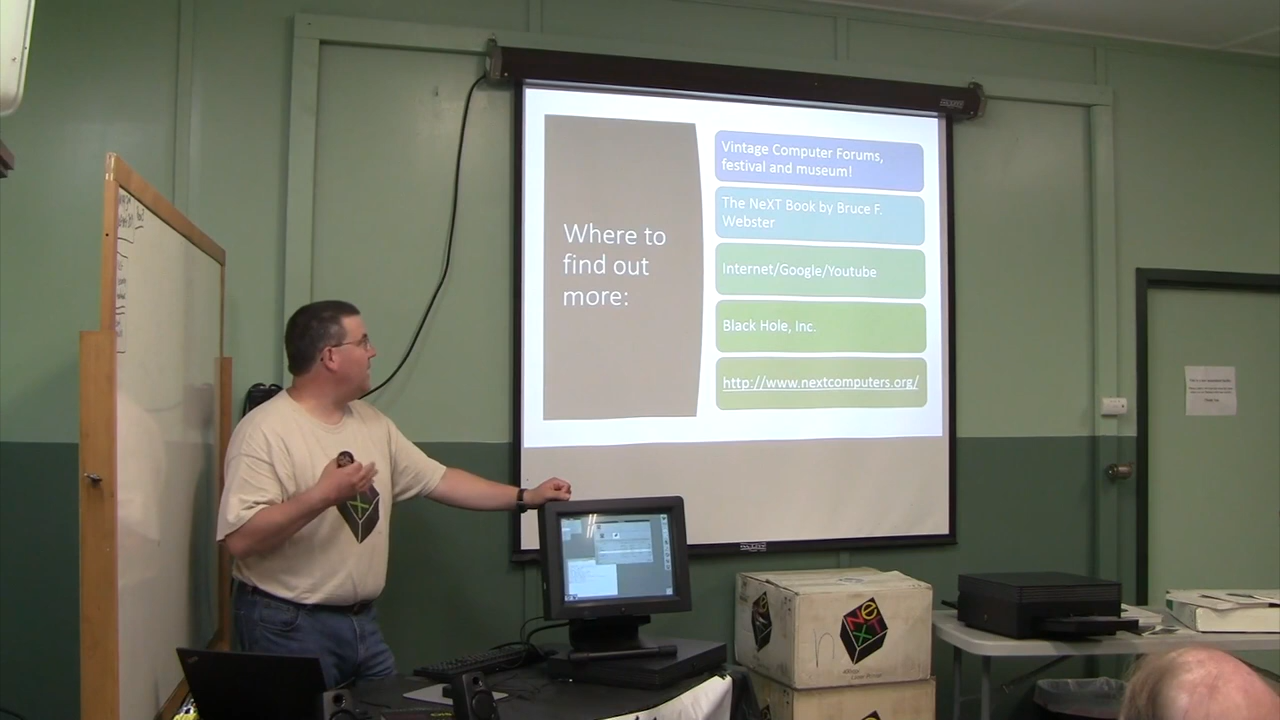 Where to
find out
more:
Vintage Computer Forums,
festival and museum!
The NeXT Book by Bruce F.
Webster
Internet/Google/Youtube
Black Hole, Inc.
http://www.nextcomputers.org/
NeXT
n